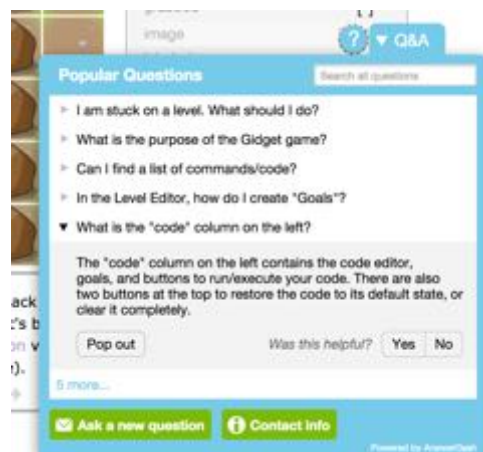 image
? ▼ Q&A
Popular Questions
Search all questions
I am stuck on a level. What should I do?
What is the purpose of the Gidget game?
Can I find a list of commands/code?
In the Level Editor, how do I create "Goals"?
What is the "code" column on the left?
The "code" column on the left contains the code editor,
goals, and buttons to run/execute your code. There are also
two buttons at the top to restore the code to its default state, or
clear it completely.
Pop out
Was this helpful? Yes No
5 more...
Ask a new question
Contact Info
Powered by AnswerDash